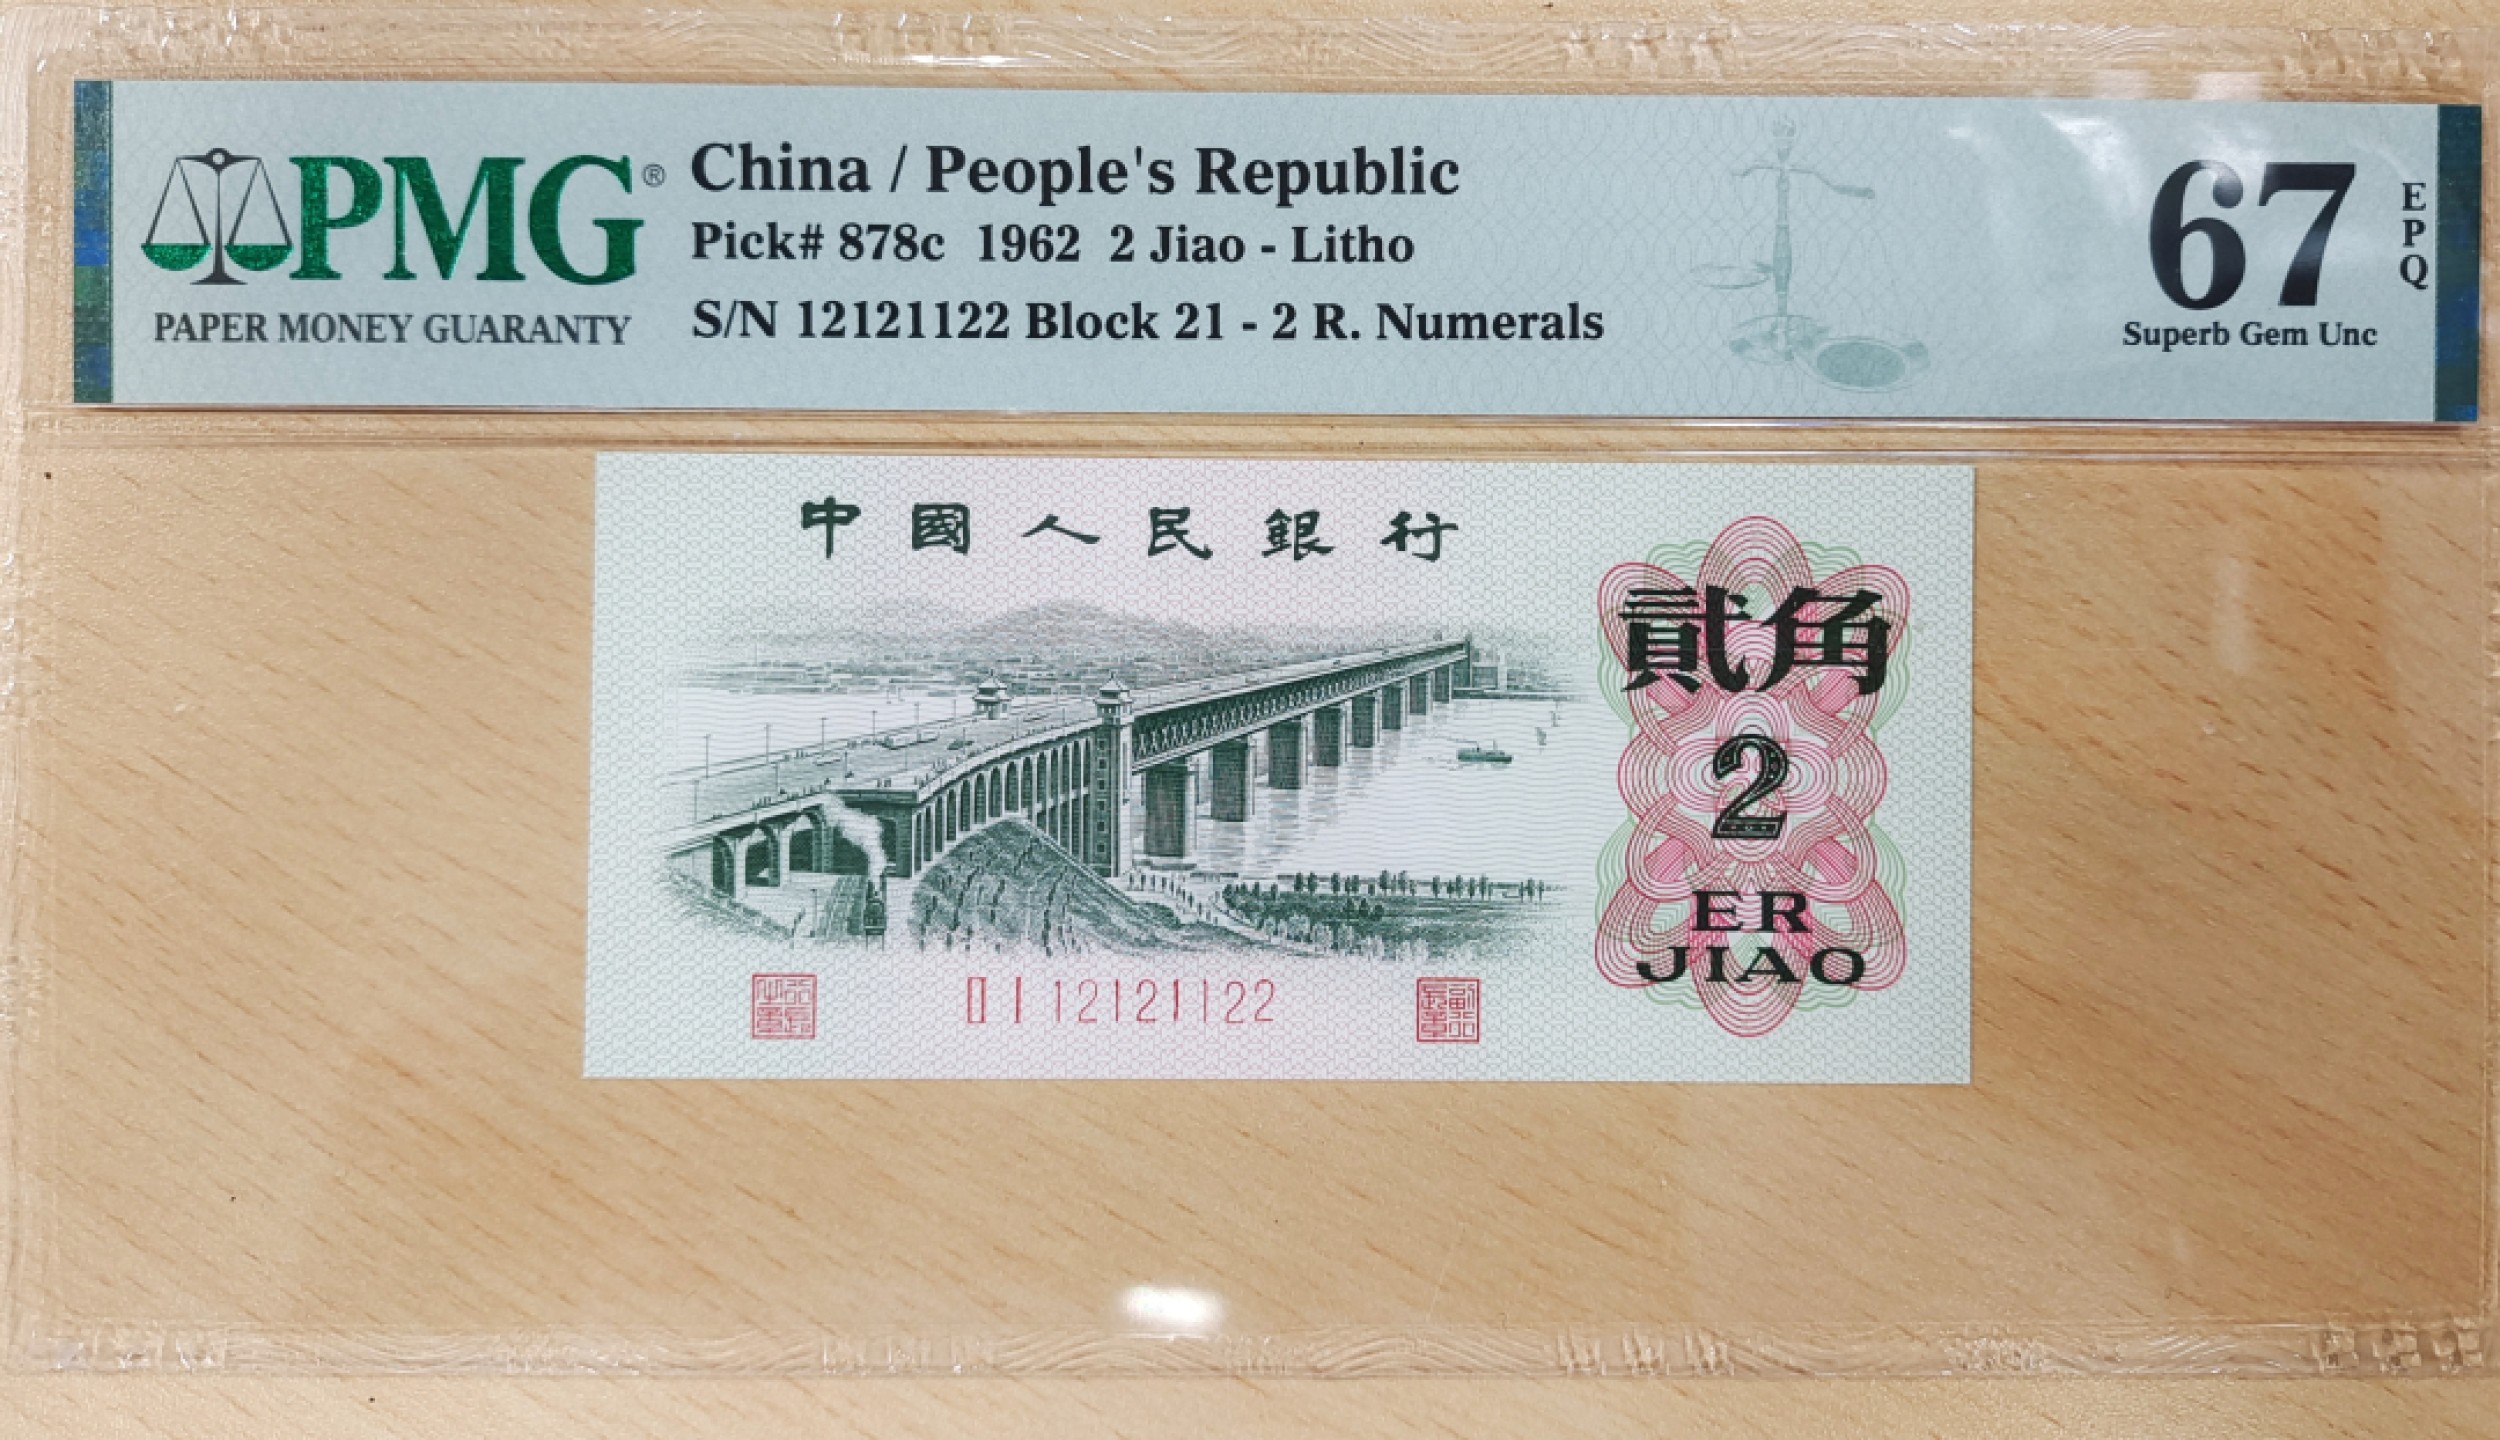 PMG®
PAPER MONEY GUARANTY
China / People's Republic
Pick# 878c 1962 2 Jiao - Litho
S/N 12121122 Block 21 - 2 R. Numerals
67
EPQ
Superb Gem Unc
中國人民銀行
貳角
2
ER
JIAO
II I 12121122